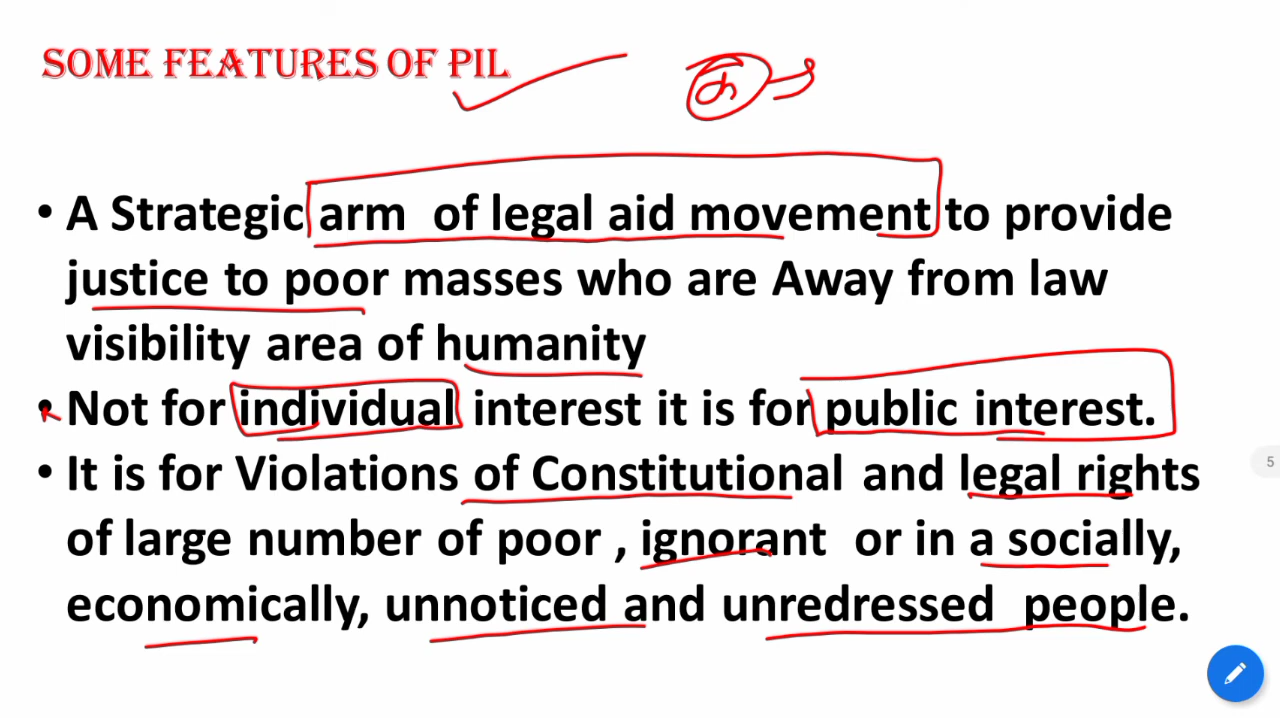 SOME FEATURES OF PIL
• A Strategic arm of legal aid movement to provide
justice to poor masses who are Away from law
visibility area of humanity
• Not for individual interest it is for public interest.
• It is for Violations of Constitutional and legal rights
of large number of poor , ignorant or in a socially,
economically, unnoticed and unredressed people.
5